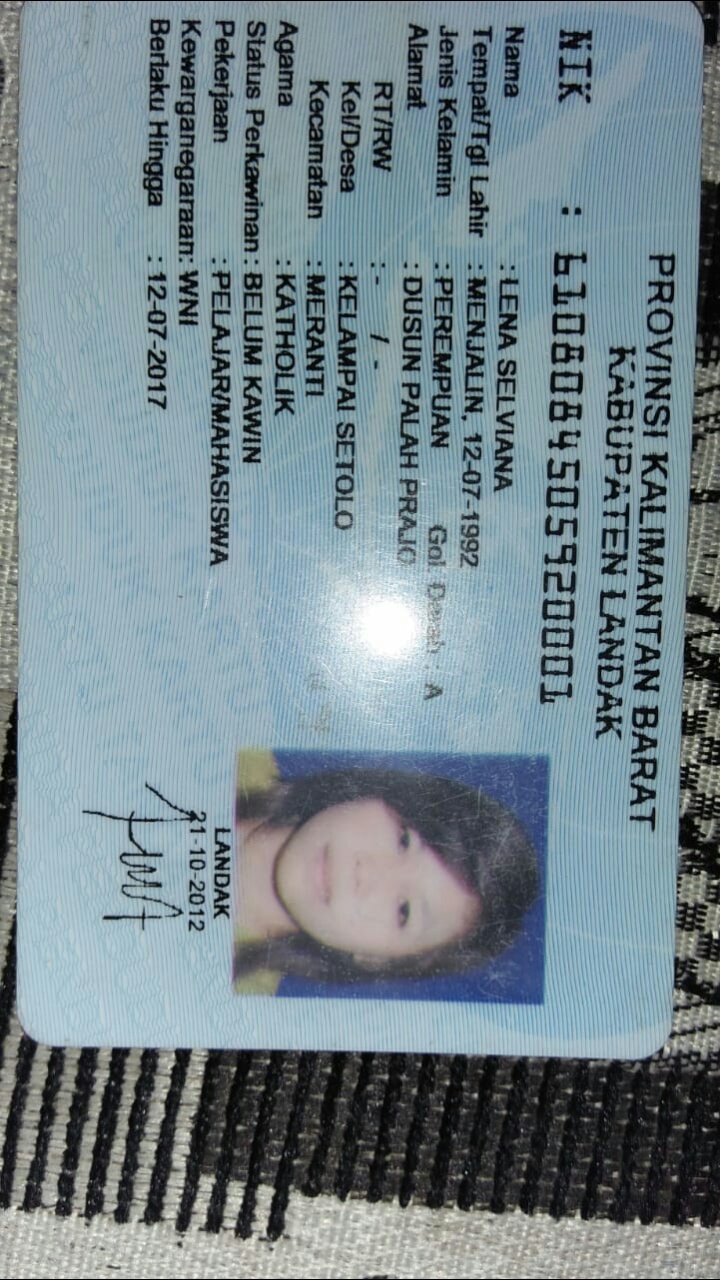 PROVINSI KALIMANTAN BARAT
KABUPATEN LANDAK
NIK : 6108084505920001
Nama : LENA SELVIANA
Tempat/Tgl Lahir : MENJALIN, 12-07-1992
Jenis Kelamin : PEREMPUAN Gol. Darah : A
Alamat : DUSUN PALAH PRAJO
RT/RW : - / -
Kel/Desa : KELAMPAI SETOLO
Kecamatan : MERANTI
Agama : KATHOLIK
Status Perkawinan : BELUM KAWIN
Pekerjaan : PELAJAR/MAHASISWA
Kewarganegaraan: WNI
Berlaku Hingga : 12-07-2017
LANDAK
21-10-2012